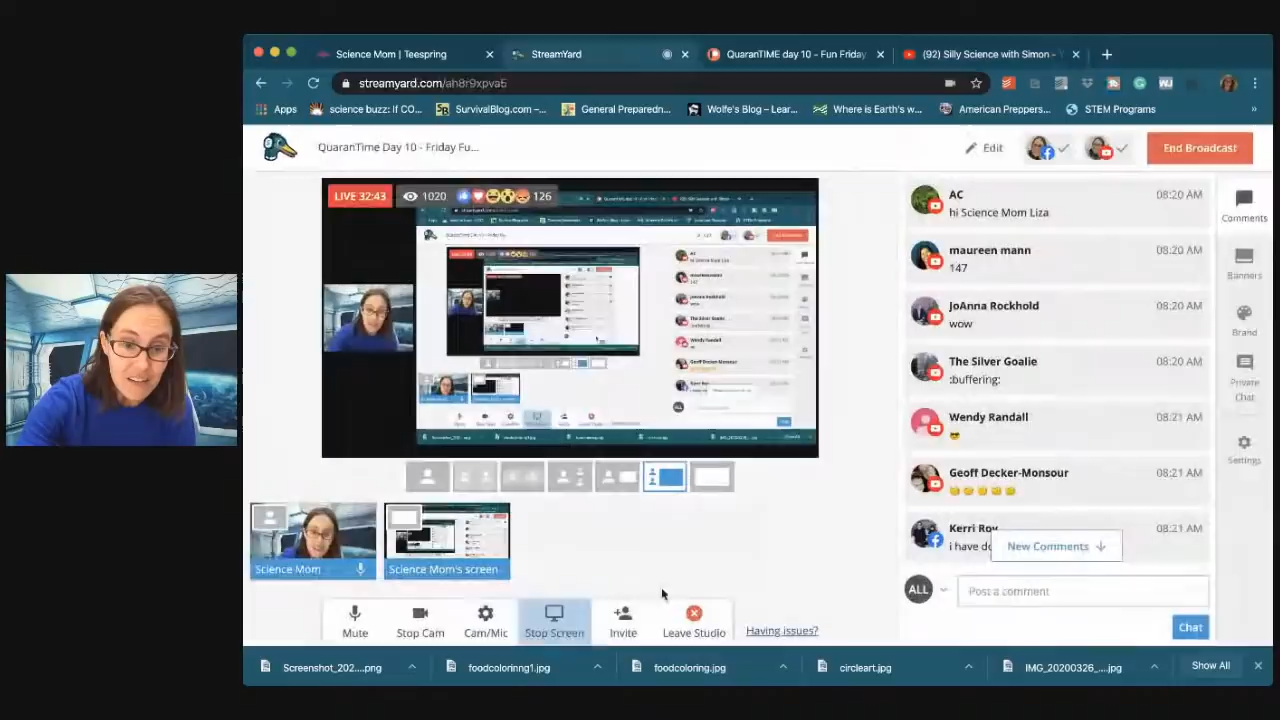 Science Mom | Teespring
StreamYard
QuaranTIME day 10 - Fun Friday
(92) Silly Science with Simon -
streamyard.com/ah8r9xpva5
Apps
science buzz: If CO...
SurvivalBlog.com –...
General Preparedn...
Wolfe's Blog – Lear...
Where is Earth's w...
American Preppers...
STEM Programs
QuaranTime Day 10 - Friday Fu...
Edit
End Broadcast
LIVE 32:43
1020
126
AC 08:20 AM
hi Science Mom Liza
maureen mann 08:20 AM
147
JoAnna Rockhold 08:20 AM
wow
The Silver Goalie 08:20 AM
:buffering:
Wendy Randall 08:21 AM
Geoff Decker-Monsour 08:21 AM
Kerri Roy 08:21 AM
i have do
New Comments
ALL
Post a comment
Chat
Comments
Banners
Brand
Private
Chat
Settings
Science Mom
Science Mom's screen
Mute
Stop Cam
Cam/Mic
Stop Screen
Invite
Leave Studio
Having issues?
Screenshot_202....png
foodcolorinng1.jpg
foodcoloring.jpg
circleart.jpg
IMG_20200326_....jpg
Show All